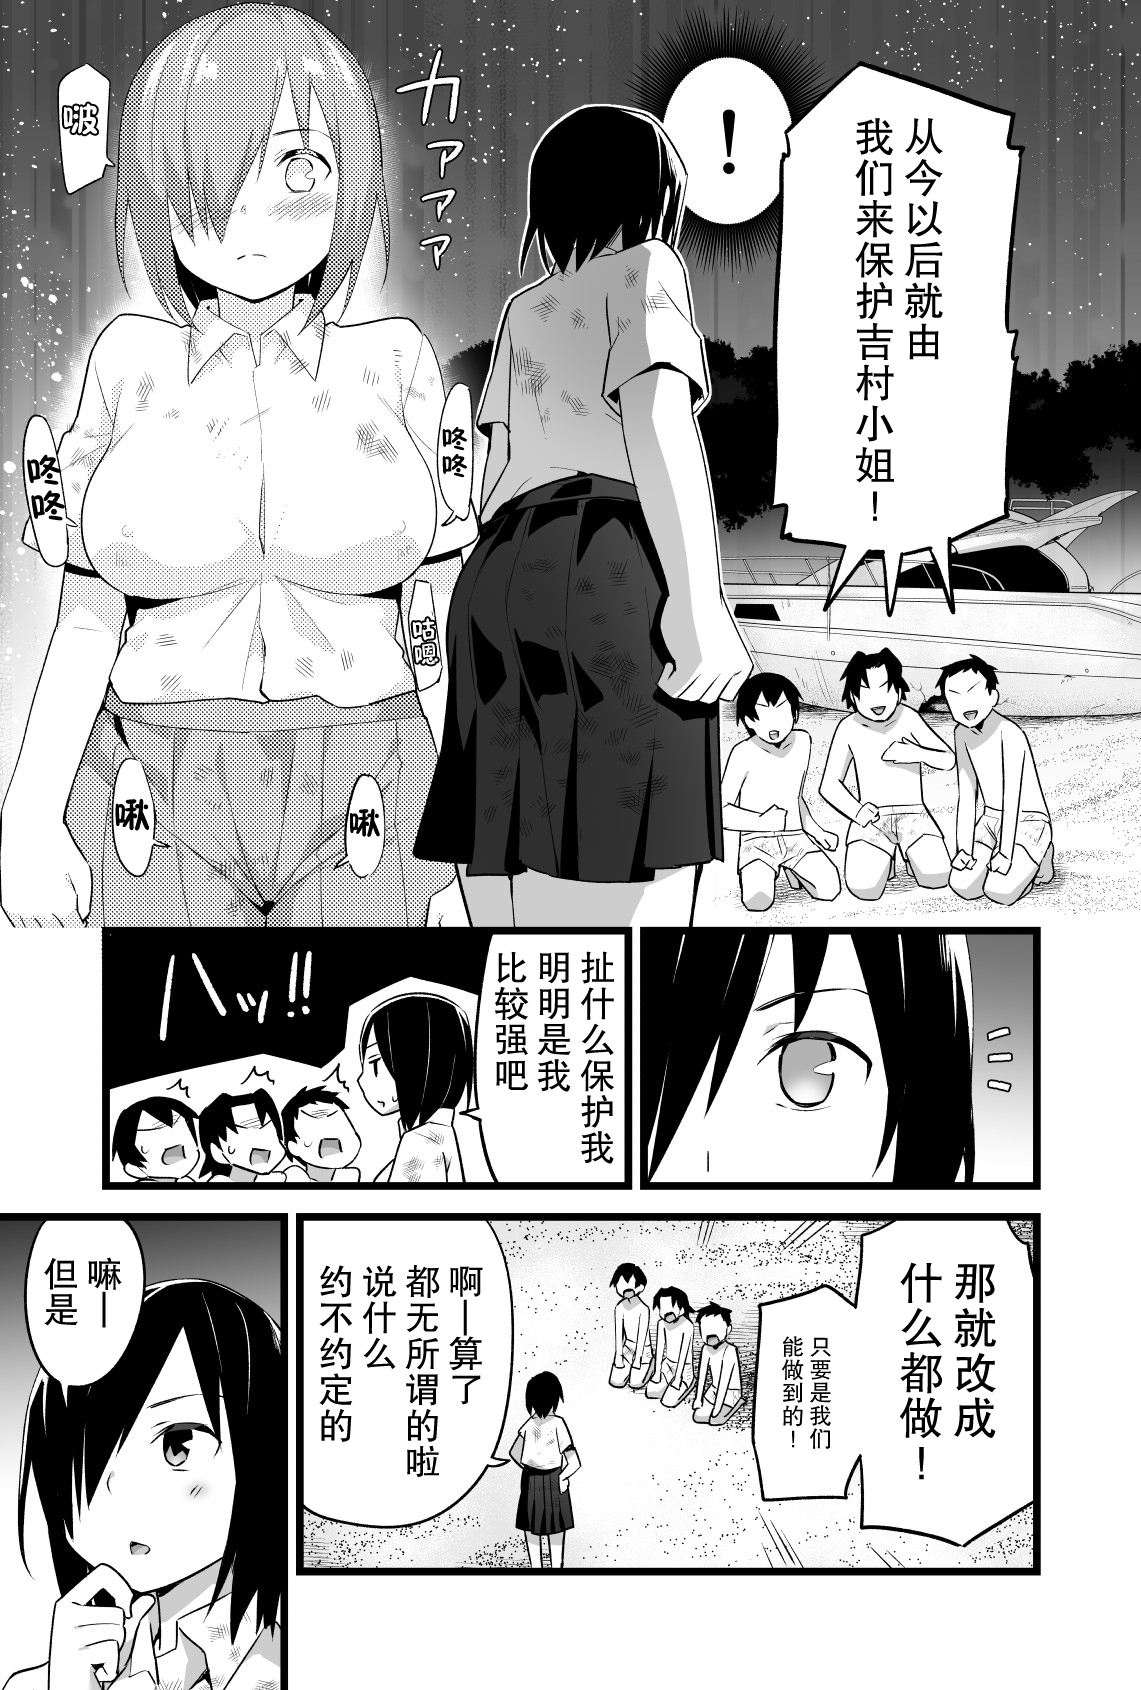 从今以后就由
我们来保护吉村小姐！
！
カァァァ
啵
咚咚
咚咚
咕嗯
啾
啾
扯什么保护我
明明是我
比较强吧
ハッ!!
那就改成
什么都做！
只要是我们
能做到的！
啊—算了
都无所谓的啦
说什么
约不约定的
嘛—
但是